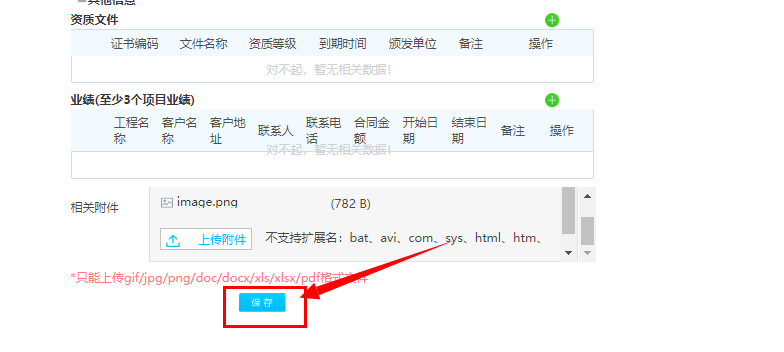 其他信息
资质文件
证书编码 文件名称 资质等级 到期时间 颁发单位 备注 操作
对不起，暂无相关数据！
业绩(至少3个项目业绩)
工程名称 客户名称 客户地址 联系人 联系电话 合同金额 开始日期 结束日期 备注 操作
对不起，暂无相关数据！
相关附件 image.png (782 B)
上传附件 不支持扩展名：bat、avi、com、sys、html、htm、
*只能上传gif/jpg/png/doc/docx/xls/xlsx/pdf格式文件
保存